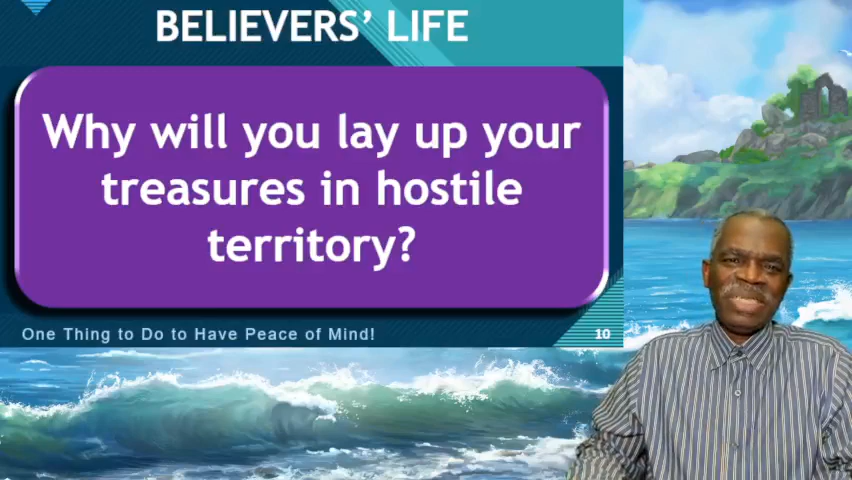 BELIEVERS’ LIFE
Why will you lay up your
treasures in hostile
territory?
One Thing to Do to Have Peace of Mind!
10